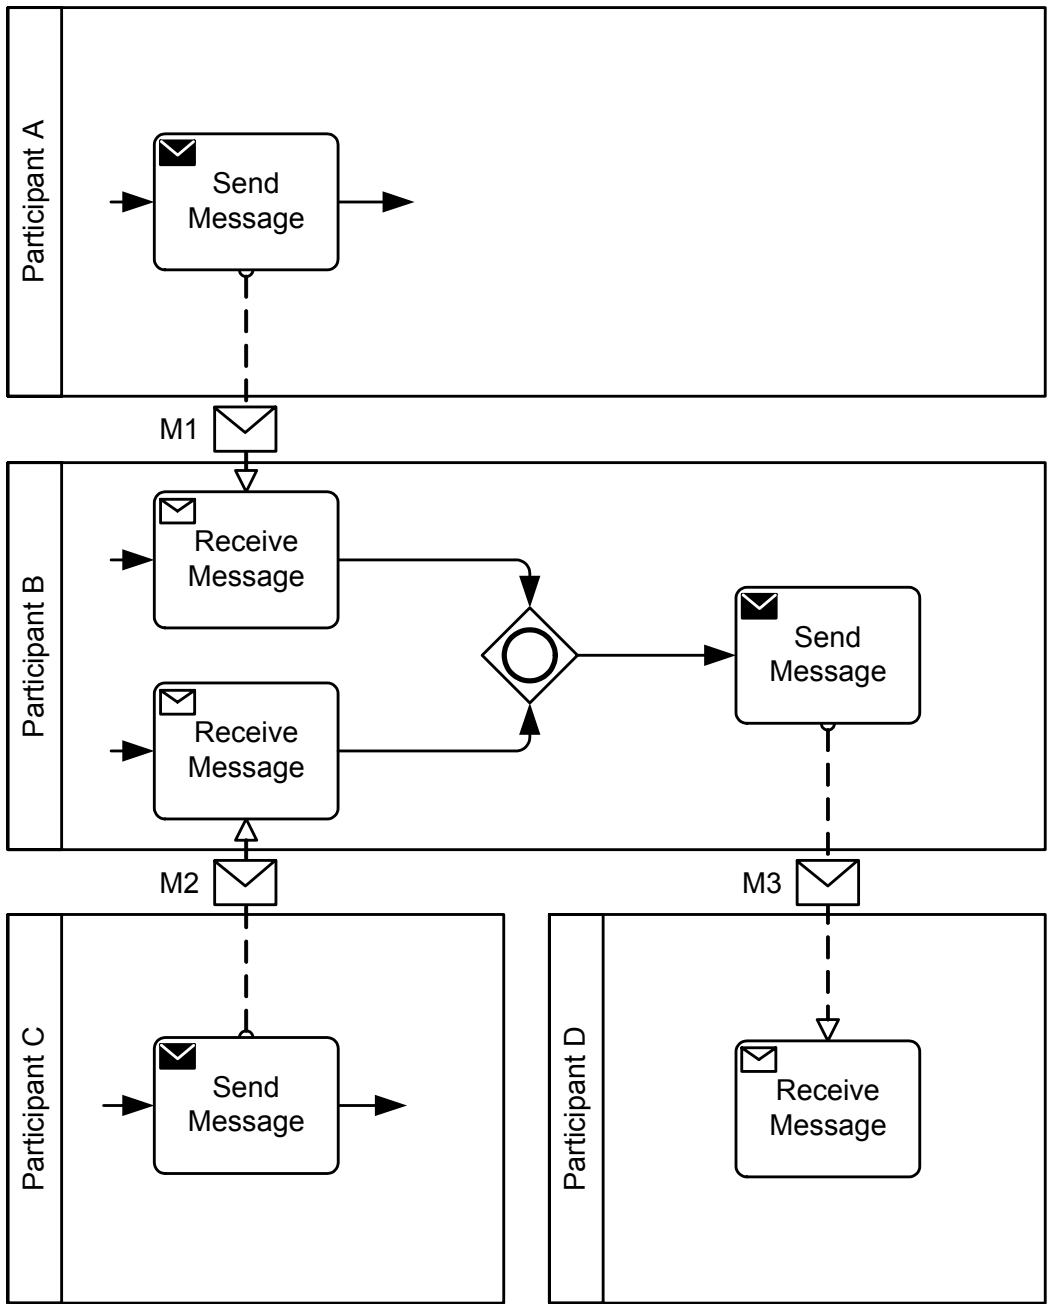 Participant A
Send
Message
M1
Participant B
Receive
Message
Receive
Message
Send
Message
M2
M3
Participant C
Send
Message
Participant D
Receive
Message